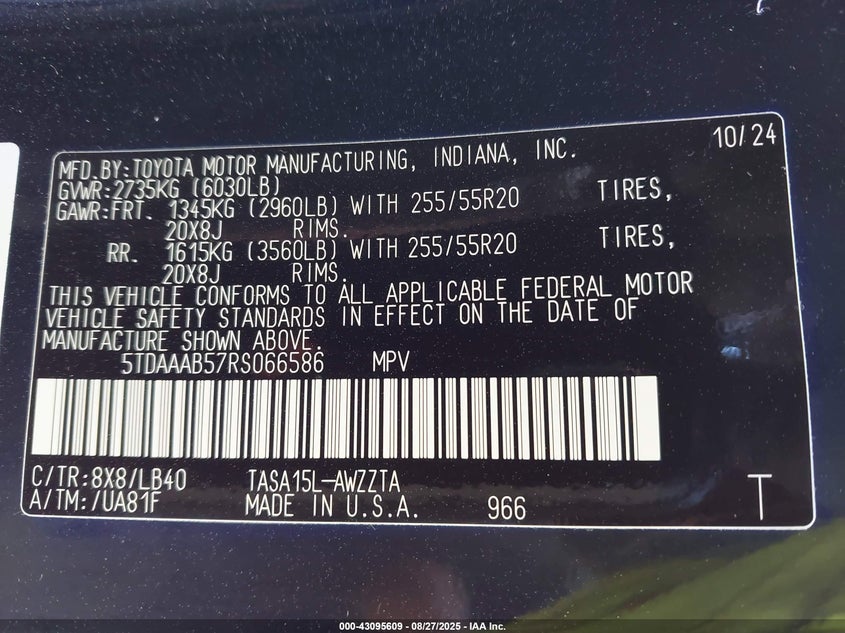 10/24
MFD.BY:TOYOTA MOTOR MANUFACTURING, INDIANA, INC.
GVWR:2735KG (6030LB)
GAWR:FRT. 1345KG (2960LB) WITH 255/55R20 TIRES,
20X8J RIMS.
RR. 1615KG (3560LB) WITH 255/55R20 TIRES,
20X8J RIMS.
THIS VEHICLE CONFORMS TO ALL APPLICABLE FEDERAL MOTOR
VEHICLE SAFETY STANDARDS IN EFFECT ON THE DATE OF
MANUFACTURE SHOWN ABOVE.
5TDAAAB57RS066586 MPV
C/TR:8X8/LB40 TASA15L-AWZZTA
A/TM:/UA81F MADE IN U.S.A. 966 T
000-43095609 - 08/27/2025 - IAA Inc.